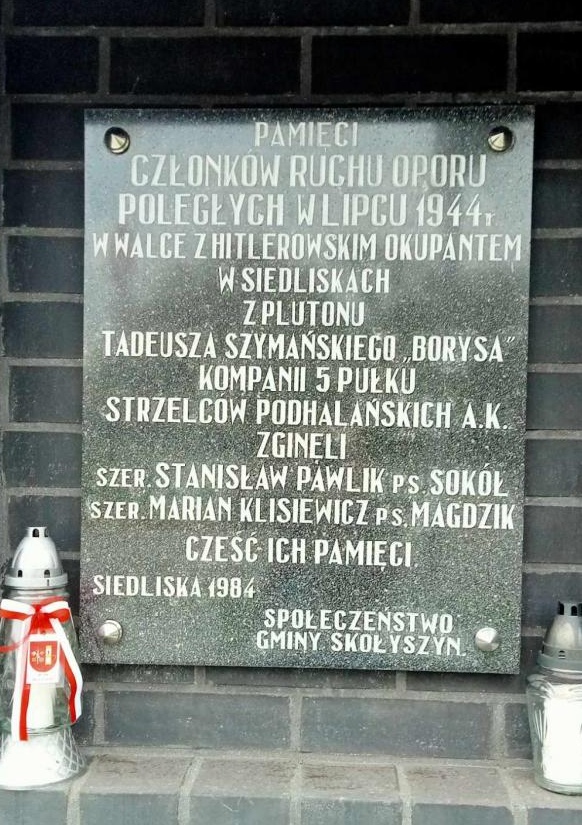 PAMIĘCI
CZŁONKÓW RUCHU OPORU
POLEGŁYCH W LIPCU 1944r
W WALCE Z HITLEROWSKIM OKUPANTEM
W SIEDLISKACH
Z PLUTONU
TADEUSZA SZYMAŃSKIEGO „BORYSA”
KOMPANII 5 PUŁKU
STRZELCÓW PODHALAŃSKICH A.K.
ZGINĘLI
SZER. STANISŁAW PAWLIK PS. SOKÓŁ
SZER. MARIAN KLISIEWICZ PS. MAGDZIK
CZEŚĆ ICH PAMIĘCI.
SIEDLISKA 1984
SPOŁECZEŃSTWO
GMINY SKOŁYSZYN